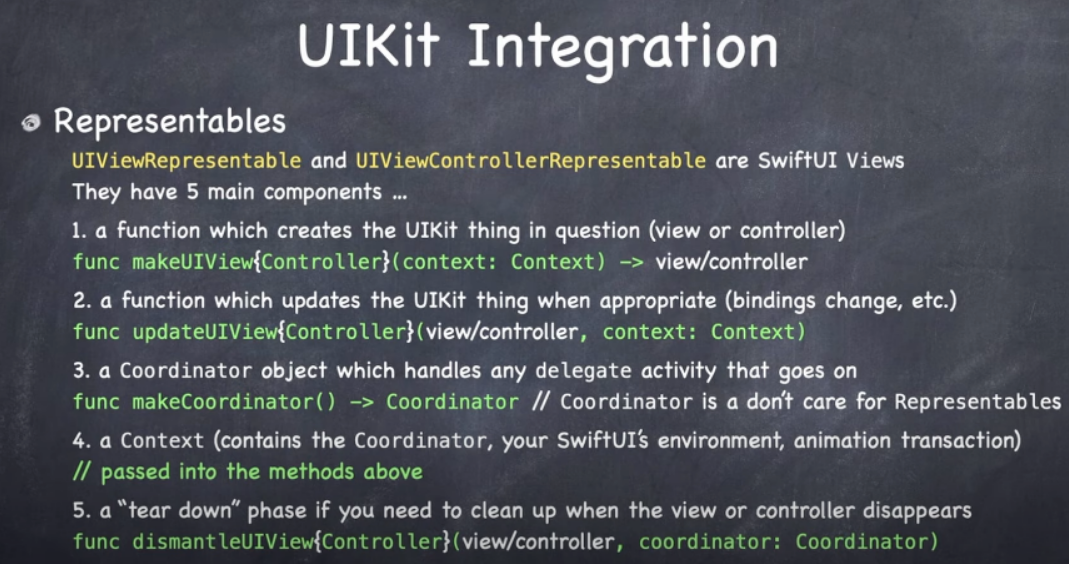 UIKit Integration
Representables
UIViewRepresentable and UIViewControllerRepresentable are SwiftUI Views
They have 5 main components ...
1. a function which creates the UIKit thing in question (view or controller)
func makeUIView{Controller}(context: Context) -> view/controller
2. a function which updates the UIKit thing when appropriate (bindings change, etc.)
func updateUIView{Controller}(view/controller, context: Context)
3. a Coordinator object which handles any delegate activity that goes on
func makeCoordinator() -> Coordinator // Coordinator is a don't care for Representables
4. a Context (contains the Coordinator, your SwiftUI's environment, animation transaction)
// passed into the methods above
5. a “tear down” phase if you need to clean up when the view or controller disappears
func dismantleUIView{Controller}(view/controller, coordinator: Coordinator)